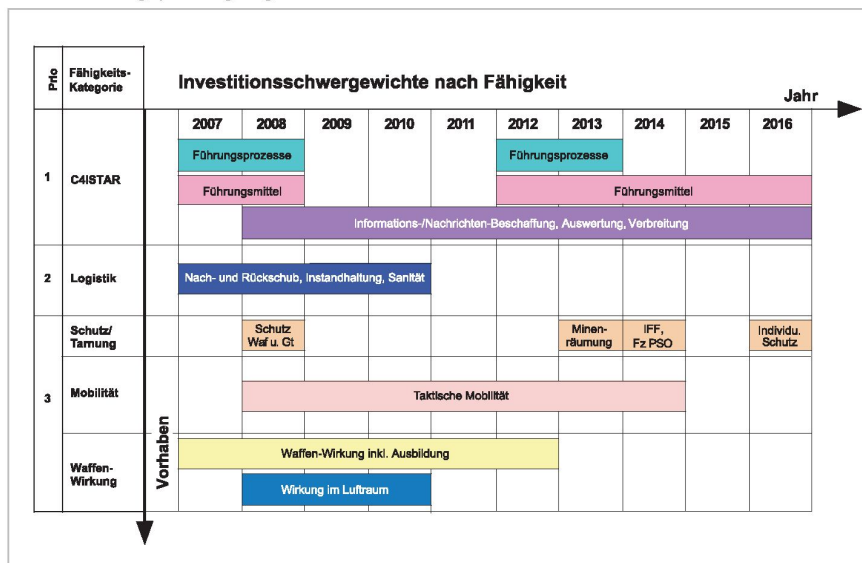 Prio
Fähigkeits-
Kategorie
Investitionsschwergewichte nach Fähigkeit
Jahr
2007 2008 2009 2010 2011 2012 2013 2014 2015 2016
1
C4ISTAR
Führungsprozesse
Führungsprozesse
Führungsmittel
Führungsmittel
Informations-/Nachrichten-Beschaffung, Auswertung, Verbreitung
2
Logistik
Nach- und Rückschub, Instandhaltung, Sanität
3
Schutz/
Tarnung
Schutz
Waf u. Gt
Minen-
räumung
IFF,
Fz PSO
Individu.
Schutz
Mobilität
Taktische Mobilität
Vorhaben
Waffen-
Wirkung
Waffen-Wirkung inkl. Ausbildung
Wirkung im Luftraum